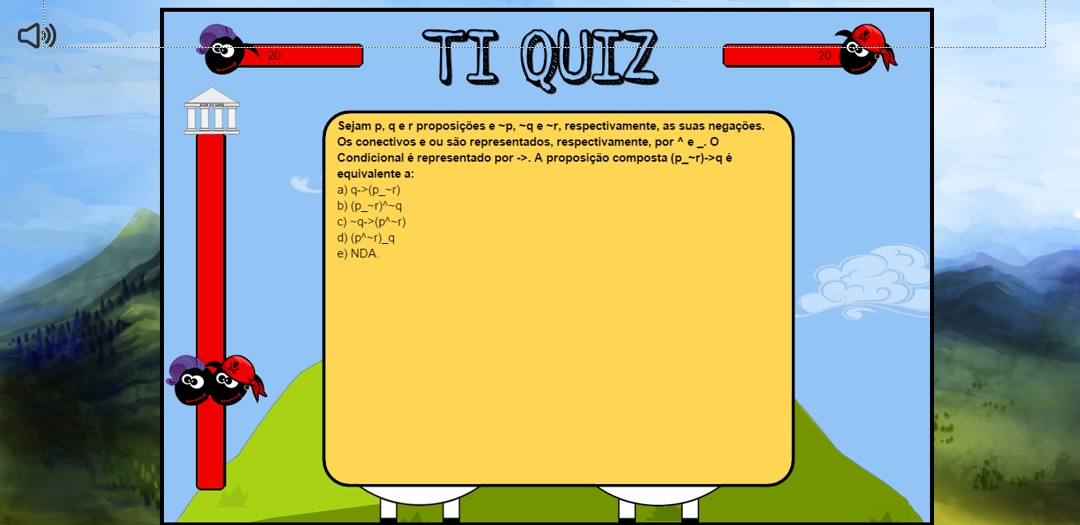 TI QUIZ
20
20
Sejam p, q e r proposições e ~p, ~q e ~r, respectivamente, as suas negações.
Os conectivos e ou são representados, respectivamente, por ^ e _. O
Condicional é representado por ->. A proposição composta (p_~r)->q é
equivalente a:
a) q->(p_~r)
b) (p_~r)^~q
c) ~q->(p^~r)
d) (p^~r)_q
e) NDA.